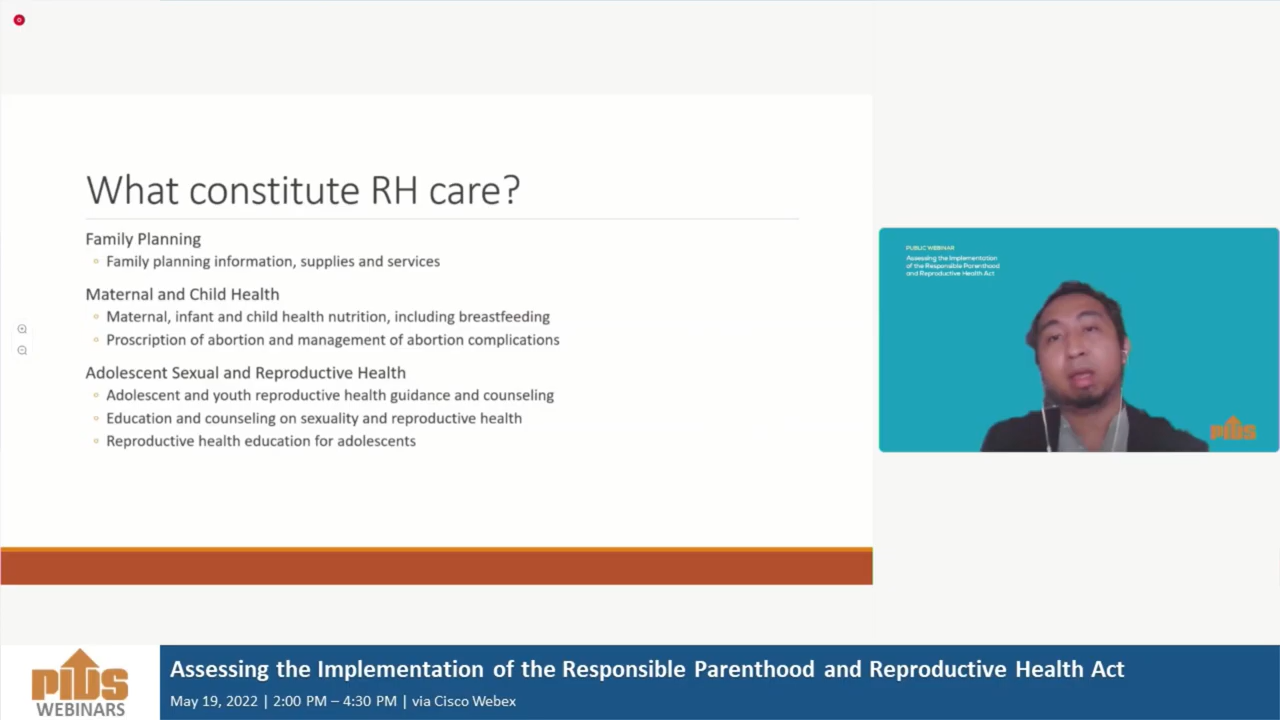 What constitute RH care?
Family Planning
Family planning information, supplies and services
Maternal and Child Health
Maternal, infant and child health nutrition, including breastfeeding
Proscription of abortion and management of abortion complications
Adolescent Sexual and Reproductive Health
Adolescent and youth reproductive health guidance and counseling
Education and counseling on sexuality and reproductive health
Reproductive health education for adolescents
PUBLIC WEBINAR
Assessing the Implementation
of the Responsible Parenthood
and Reproductive Health Act
PIDS
PIDS
WEBINARS
Assessing the Implementation of the Responsible Parenthood and Reproductive Health Act
May 19, 2022 | 2:00 PM – 4:30 PM | via Cisco Webex